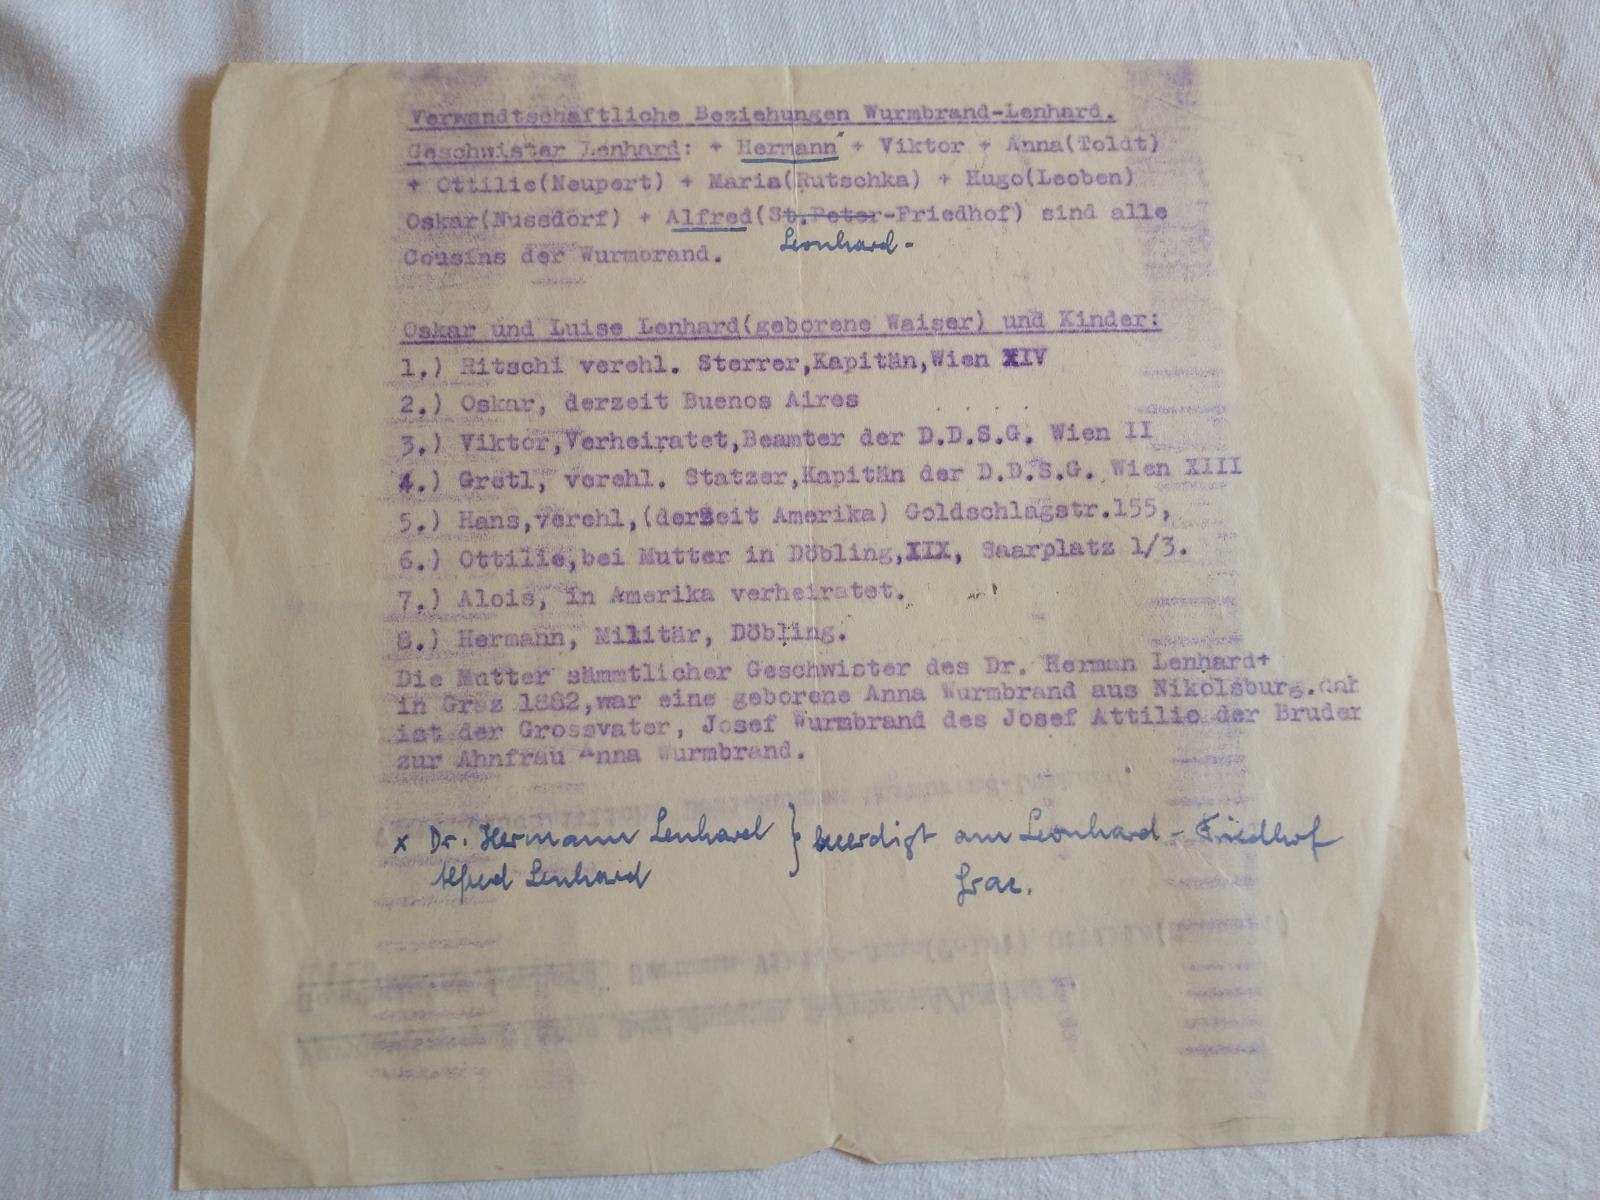 Verwandtschaftliche Beziehungen Wurmbrand-Lenhard.
Geschwister Lenhard: + Hermann + Viktor + Anna(Toldt)
+ Ottilie(Neupert) + Maria(Rutschka) + Hugo(Leoben)
Oskar(Nussdorf) + Alfred(St.Peter-Friedhof) sind alle
Leonhard-
Cousins der Wurmbrand.
Oskar und Luise Lenhard(geborene Waiser) und Kinder:
1.) Ritschi verehl. Sterrer,Kapitän,Wien XIV
2.) Oskar, derzeit Buenos Aires
3.) Viktor,Verheiratet,Beamter der D.D.S.G. Wien II
4.) Gretl, verehl. Statzer,Kapitän der D.D.S.G. Wien XIII
5.) Hans,verehl,(derzeit Amerika) Goldschlagstr.155,
6.) Ottilie,bei Mutter in Döbling,XIX, Saarplatz 1/3.
7.) Alois, in Amerika verheiratet.
8.) Hermann, Militär, Döbling.
Die Mutter sämmtlicher Geschwister des Dr. Herman Lenhard+
in Graz 1882,war eine geborene Anna Wurmbrand aus Nikolsburg.dah
ist der Grossvater, Josef Wurmbrand des Josef Attilio der Bruder
zur Ahnfrau Anna Wurmbrand.
x Dr. Hermann Lenhard } beerdigt am Leonhard-Friedhof
Alfred Lenhard Graz.